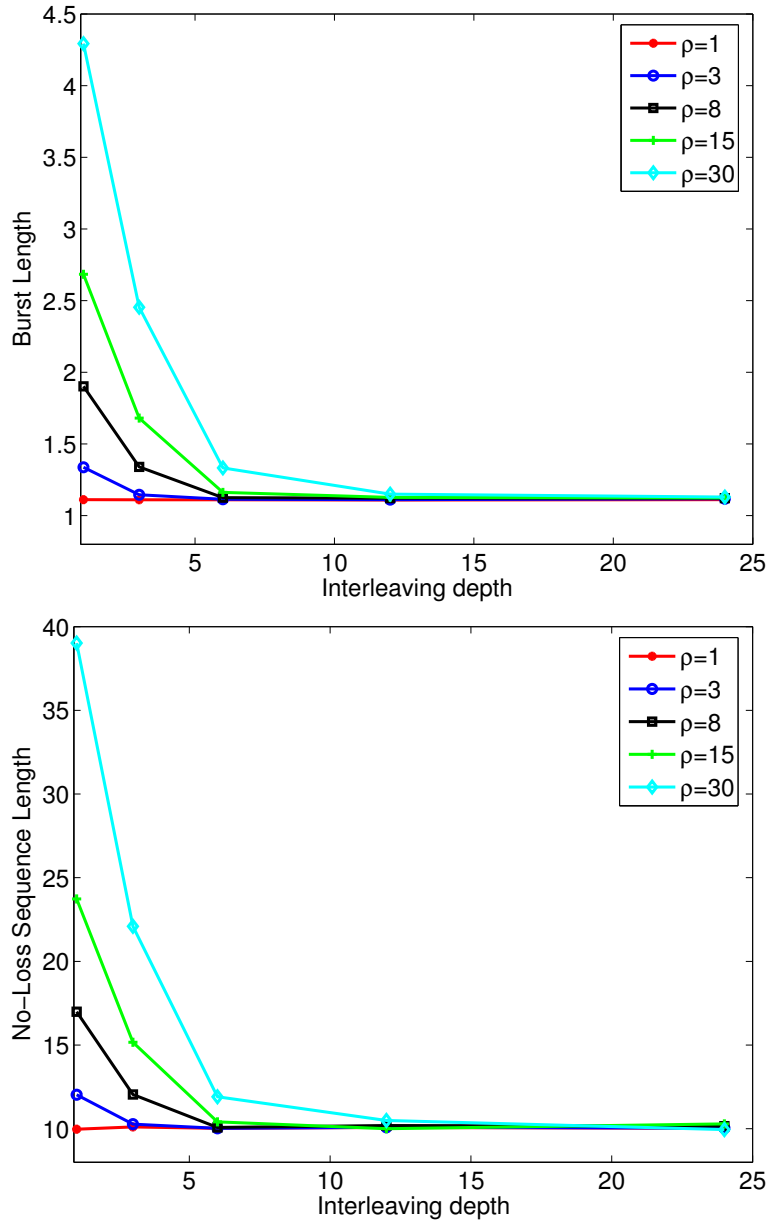 4.5
4
3.5
3
2.5
2
1.5
1
Burst Length
5
10
15
20
25
Interleaving depth
ρ=1
ρ=3
ρ=8
ρ=15
ρ=30
40
35
30
25
20
15
10
No-Loss Sequence Length
5
10
15
20
25
Interleaving depth
ρ=1
ρ=3
ρ=8
ρ=15
ρ=30